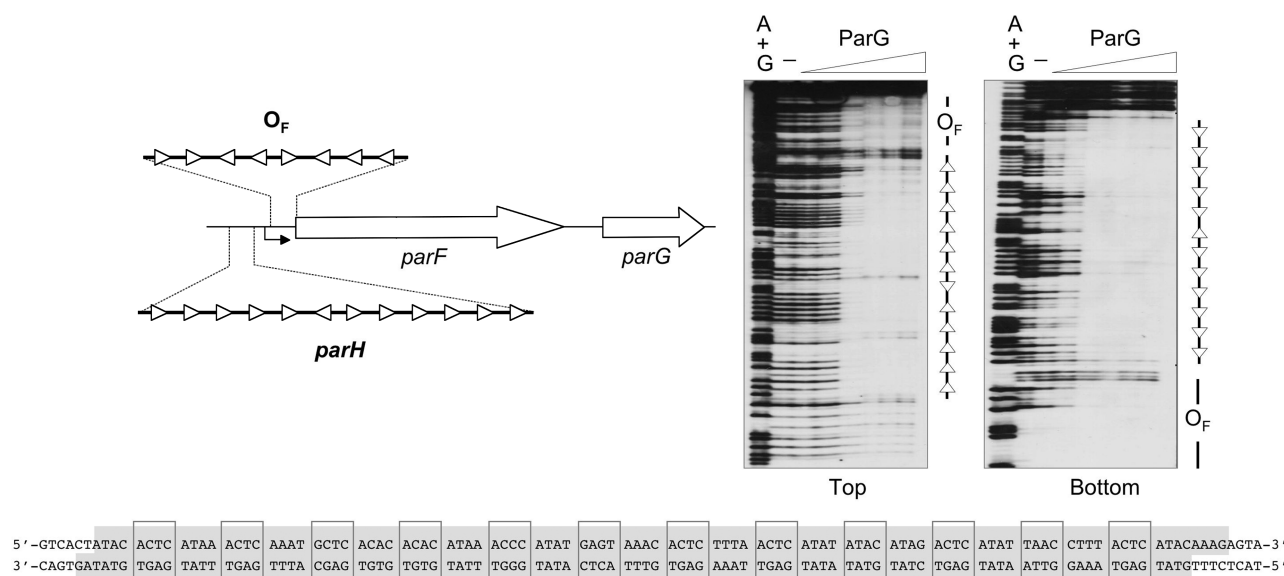 O_F
parF
parG
parH
A
+
G
–
ParG
O_F
Top
A
+
G
–
ParG
O_F
Bottom
5′–GTCACTATAC ACTC ATAA ACTC AAAT GCTC ACAC ACAC ATAA ACCC ATAT GAGT AAAC ACTC TTTA ACTC ATAT ATAC ATAG ACTC ATAT TAAC CTTT ACTC ATACAAAGAGTA–3′
3′–CAGTGATATG TGAG TATT TGAG TTTA CGAG TGTG TGTG TATT TGGG TATA CTCA TTTG TGAG AAAT TGAG TATA TATG TATC TGAG TATA ATTG GAAA TGAG TATGTTTCTCAT–5′